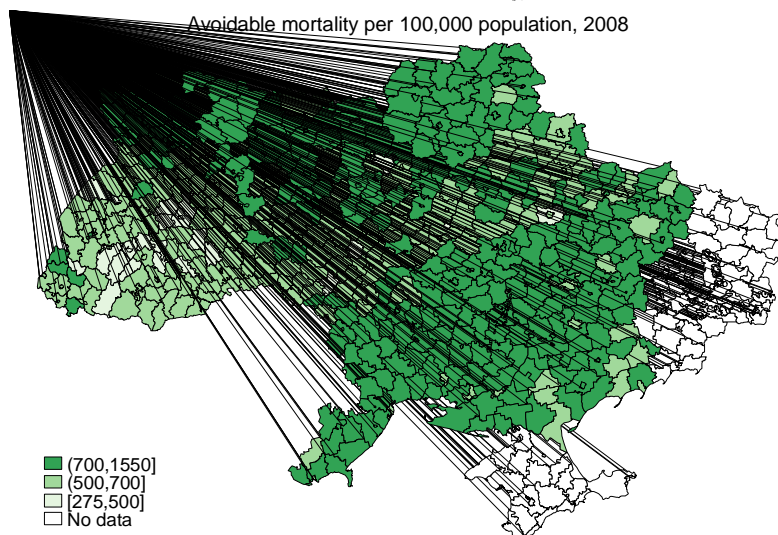 Avoidable mortality per 100,000 population, 2008
(700,1550]
(500,700]
[275,500]
No data